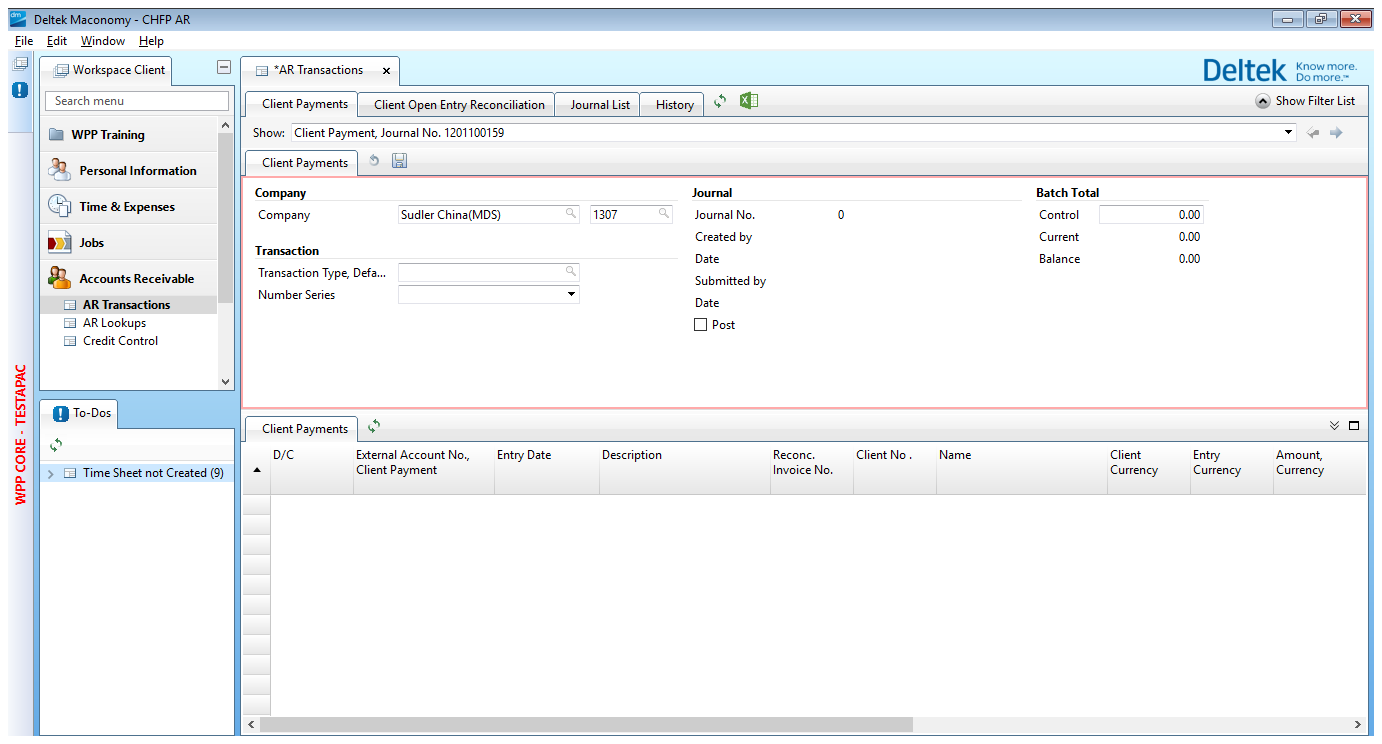 Deltek Maconomy - CHFP AR
File Edit Window Help
Workspace Client
Search menu
WPP Training
Personal Information
Time & Expenses
Jobs
Accounts Receivable
AR Transactions
AR Lookups
Credit Control
To-Dos
Time Sheet not Created (9)
WPP CORE - TESTAPAC
*AR Transactions
Deltek Know more.
Do more.™
Client Payments Client Open Entry Reconciliation Journal List History
Show Filter List
Show: Client Payment, Journal No. 1201100159
Client Payments
Company
Company Sudler China(MDS) 1307
Transaction
Transaction Type, Defa...
Number Series
Journal
Journal No. 0
Created by
Date
Submitted by
Date
Post
Batch Total
Control 0.00
Current 0.00
Balance 0.00
Client Payments
D/C
External Account No.,
Client Payment
Entry Date
Description
Reconc.
Invoice No.
Client No .
Name
Client
Currency
Entry
Currency
Amount,
Currency